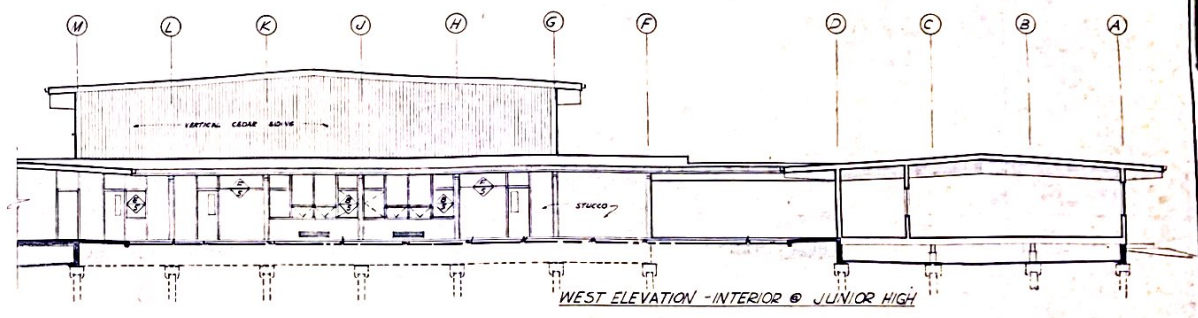 M L K J H G F D C B A
VERTICAL CEDAR SIDING
STUCCO
WEST ELEVATION - INTERIOR @ JUNIOR HIGH